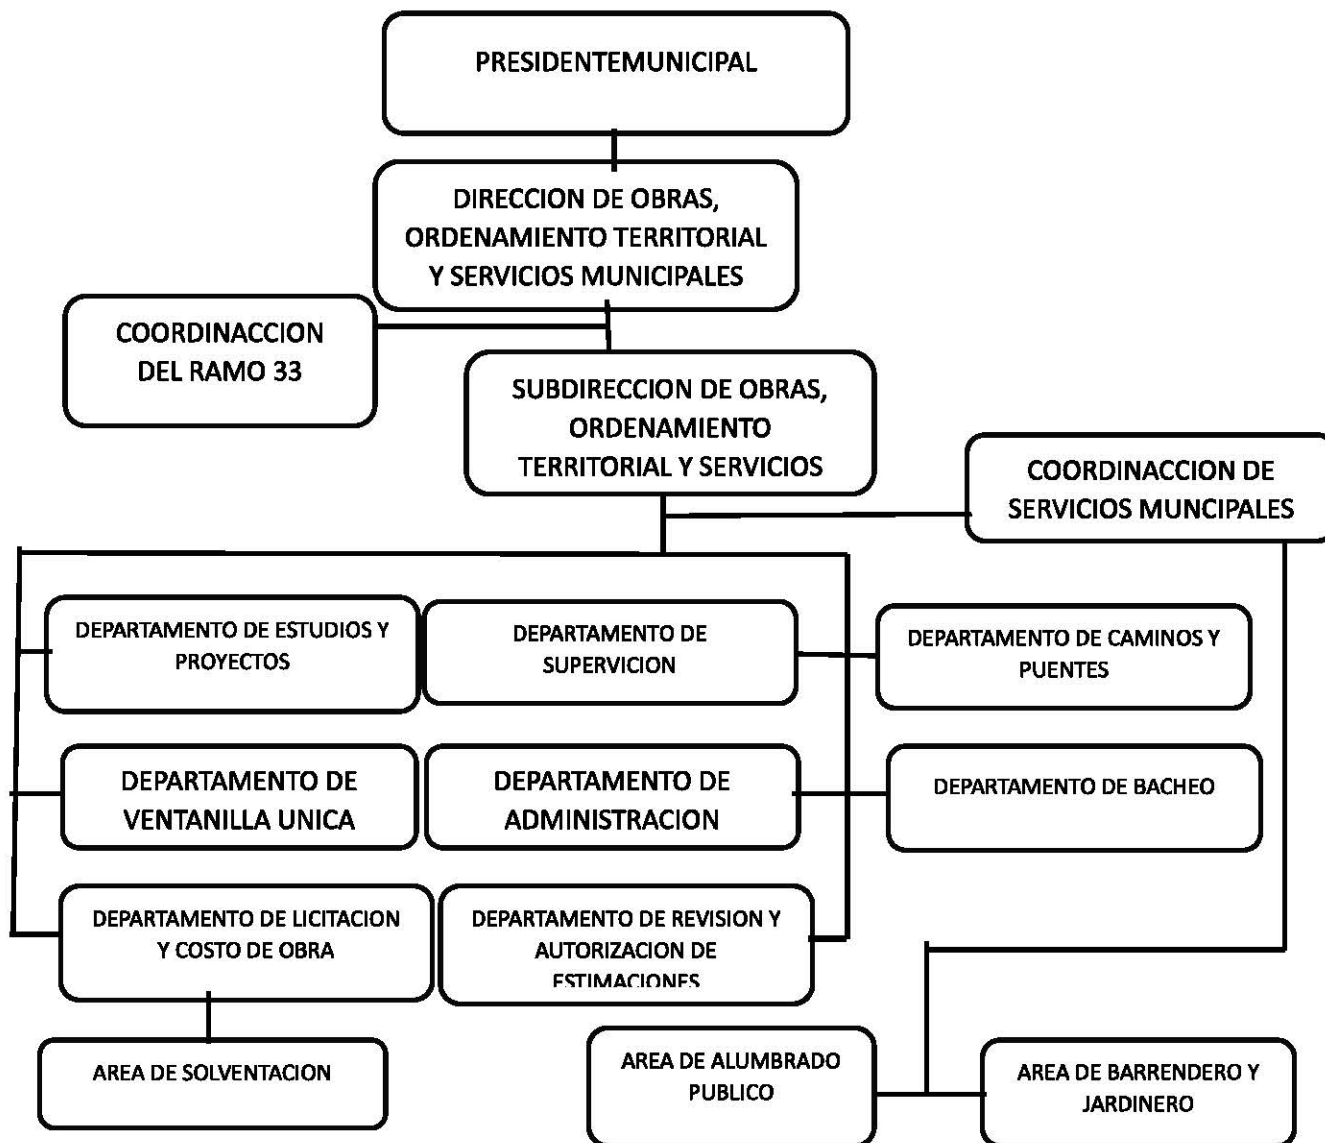 PRESIDENTEMUNICIPAL
DIRECCION DE OBRAS,
ORDENAMIENTO TERRITORIAL
Y SERVICIOS MUNICIPALES
COORDINACCION
DEL RAMO 33
SUBDIRECCION DE OBRAS,
ORDENAMIENTO
TERRITORIAL Y SERVICIOS
COORDINACCION DE
SERVICIOS MUNCIPALES
DEPARTAMENTO DE ESTUDIOS Y
PROYECTOS
DEPARTAMENTO DE
SUPERVICION
DEPARTAMENTO DE CAMINOS Y
PUENTES
DEPARTAMENTO DE
VENTANILLA UNICA
DEPARTAMENTO DE
ADMINISTRACION
DEPARTAMENTO DE BACHEO
DEPARTAMENTO DE LICITACION
Y COSTO DE OBRA
DEPARTAMENTO DE REVISION Y
AUTORIZACION DE
ESTIMACIONES
AREA DE SOLVENTACION
AREA DE ALUMBRADO
PUBLICO
AREA DE BARRENDERO Y
JARDINERO